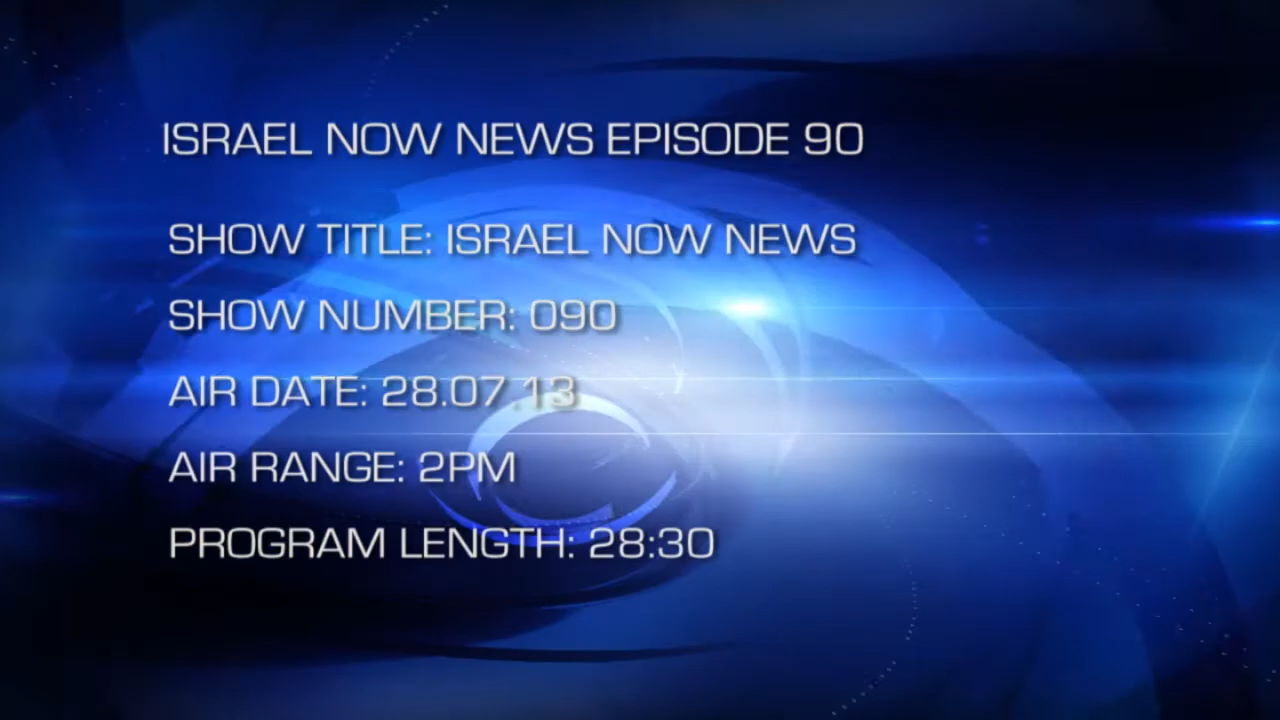 ISRAEL NOW NEWS EPISODE 90
SHOW TITLE: ISRAEL NOW NEWS
SHOW NUMBER: 090
AIR DATE: 28.07.13
AIR RANGE: 2PM
PROGRAM LENGTH: 28:30